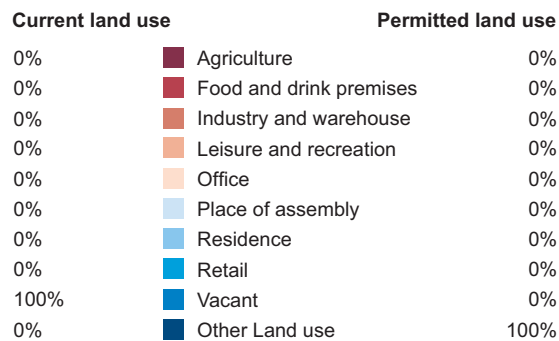 Current land use Permitted land use
0% Agriculture 0%
0% Food and drink premises 0%
0% Industry and warehouse 0%
0% Leisure and recreation 0%
0% Office 0%
0% Place of assembly 0%
0% Residence 0%
0% Retail 0%
100% Vacant 0%
0% Other Land use 100%